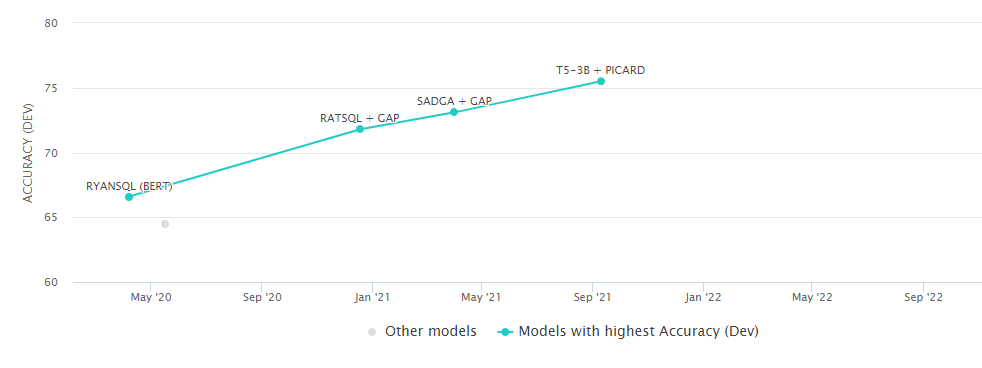 80
75
70
65
60
ACCURACY (DEV)
T5-3B + PICARD
SADGA + GAP
RATSQL + GAP
RYANSQL (BERT)
May '20 Sep '20 Jan '21 May '21 Sep '21 Jan '22 May '22 Sep '22
Other models Models with highest Accuracy (Dev)